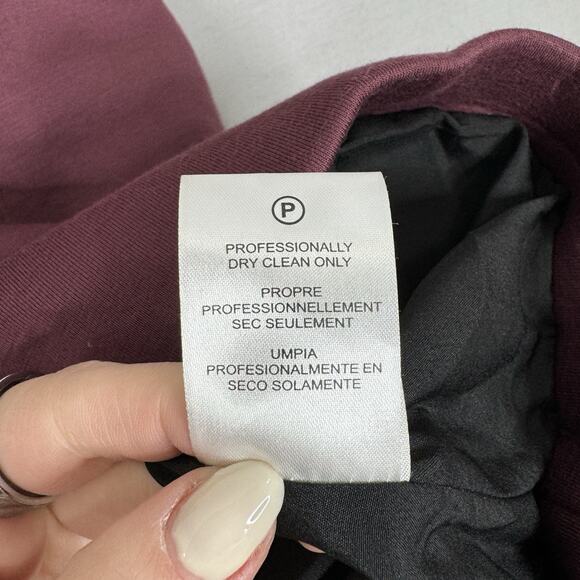 P
PROFESSIONALLY
DRY CLEAN ONLY
PROPRE
PROFESSIONNELLEMENT
SEC SEULEMENT
UMPIA
PROFESIONALMENTE EN
SECO SOLAMENTE